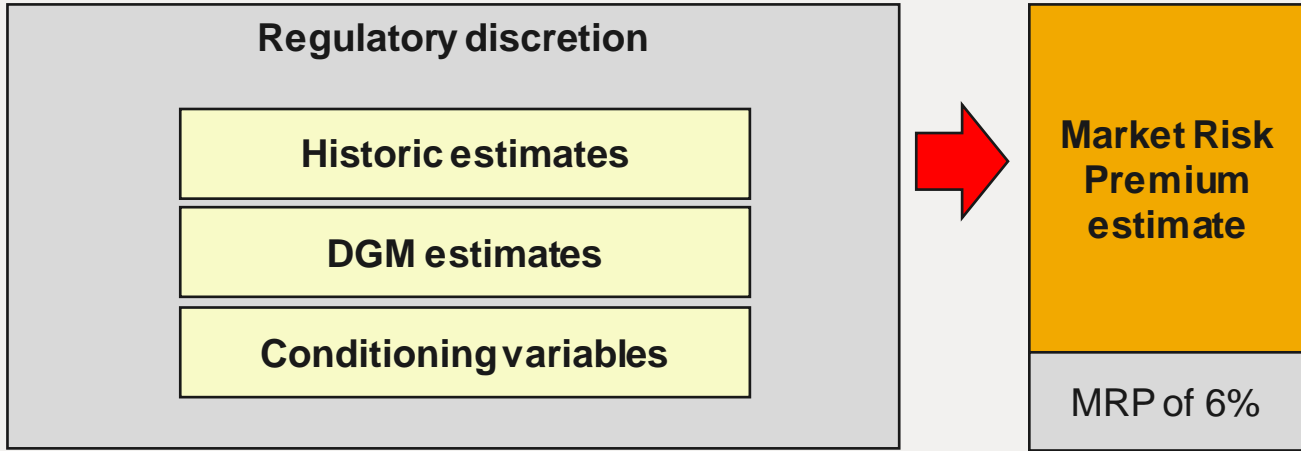 Regulatory discretion
Historic estimates
DGM estimates
Conditioning variables
Market Risk
Premium
estimate
MRP of 6%